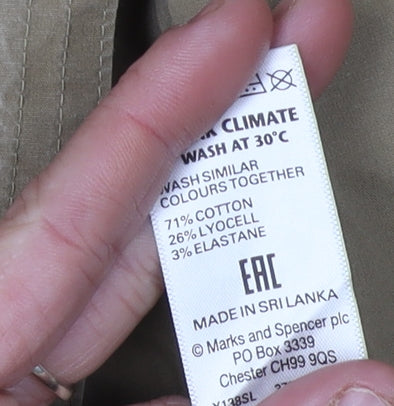 CLIMATE
WASH AT 30°C
WASH SIMILAR
COLOURS TOGETHER
71% COTTON
26% LYOCELL
3% ELASTANE
EAC
MADE IN SRI LANKA
© Marks and Spencer plc
PO Box 3339
Chester CH99 9QS